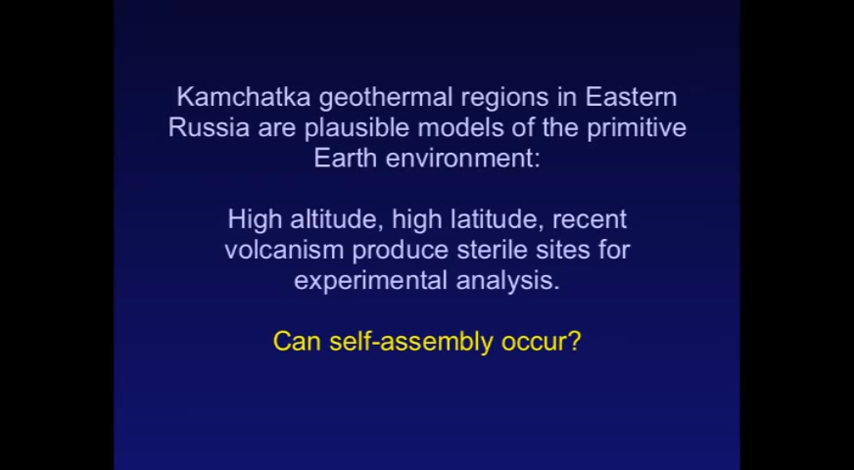 Kamchatka geothermal regions in Eastern
Russia are plausible models of the primitive
Earth environment:
High altitude, high latitude, recent
volcanism produce sterile sites for
experimental analysis.
Can self-assembly occur?